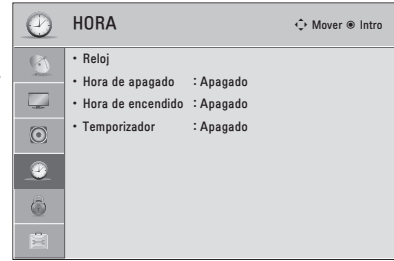 HORA Mover Intro
• Reloj
• Hora de apagado : Apagado
• Hora de encendido : Apagado
• Temporizador : Apagado